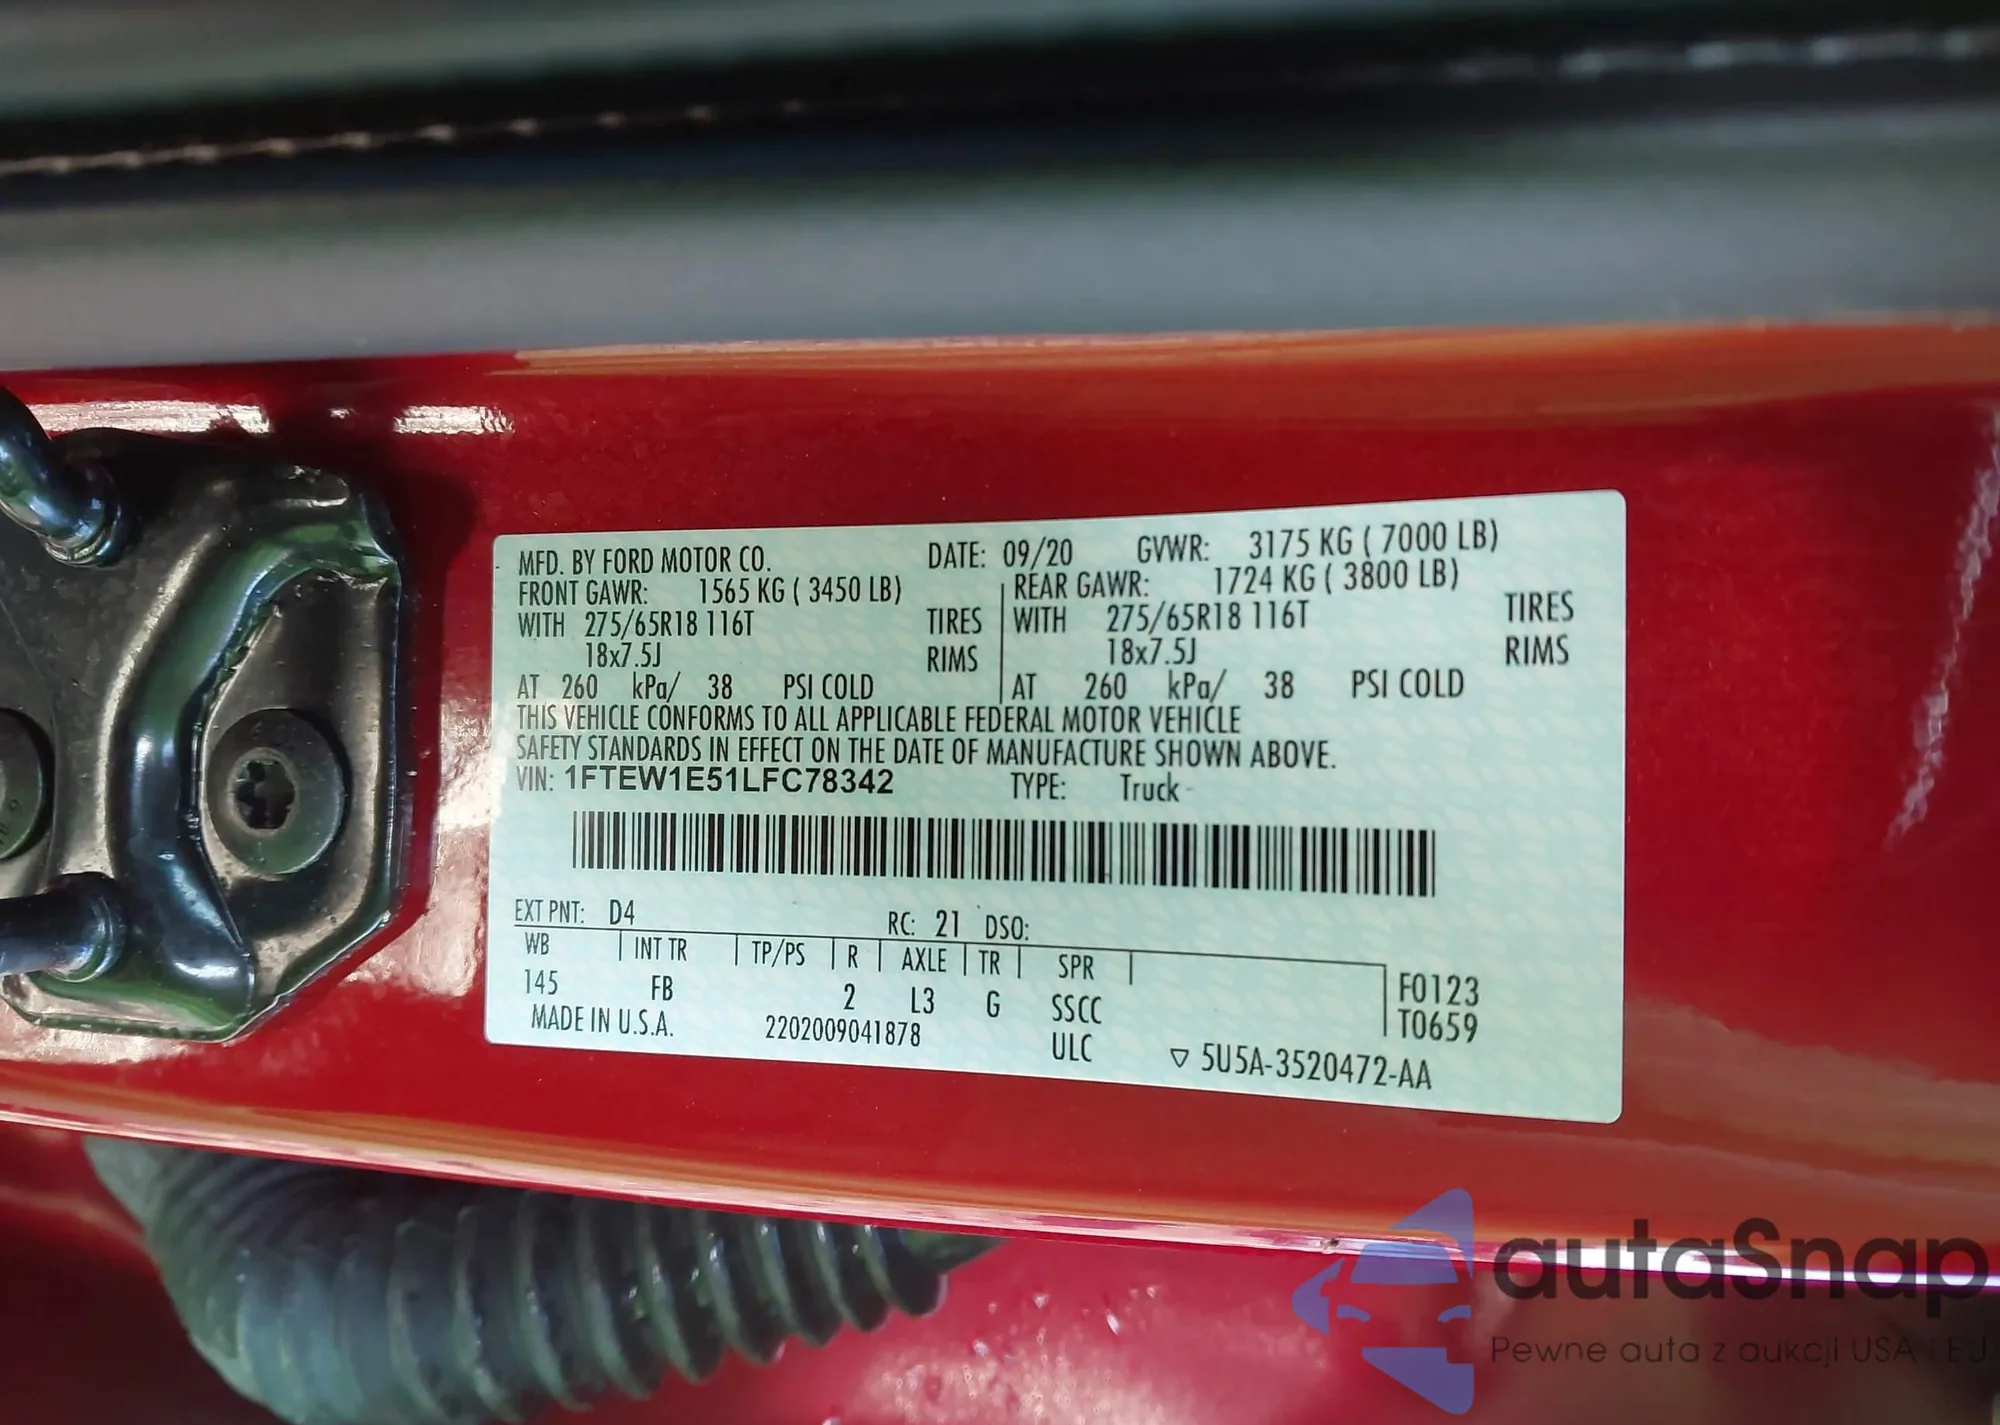 MFD. BY FORD MOTOR CO. DATE: 09/20 GVWR: 3175 KG ( 7000 LB)
FRONT GAWR: 1565 KG ( 3450 LB) REAR GAWR: 1724 KG ( 3800 LB)
WITH 275/65R18 116T TIRES WITH 275/65R18 116T TIRES
18x7.5J RIMS 18x7.5J RIMS
AT 260 kPa/ 38 PSI COLD AT 260 kPa/ 38 PSI COLD
THIS VEHICLE CONFORMS TO ALL APPLICABLE FEDERAL MOTOR VEHICLE
SAFETY STANDARDS IN EFFECT ON THE DATE OF MANUFACTURE SHOWN ABOVE.
VIN: 1FTEW1E51LFC78342 TYPE: Truck
EXT PNT: D4 RC: 21 DSO:
WB INT TR TP/PS R AXLE TR SPR
145 FB 2 L3 G SSCC F0123
MADE IN U.S.A. 2202009041878 ULC T0659
▽ 5U5A-3520472-AA
autaSnap
Pewne auta z aukcji USA i EU